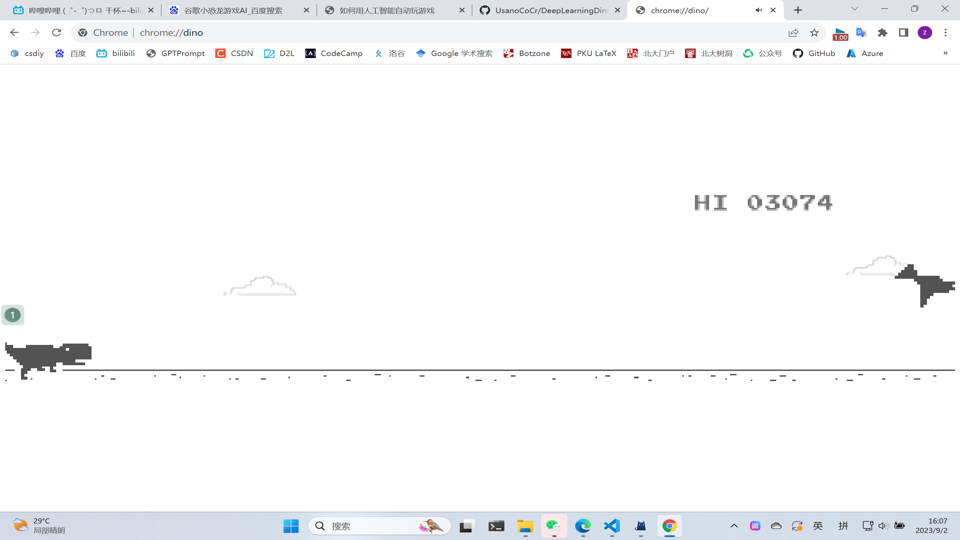 哔哩哔哩 (゜-゜)つロ 干杯~-bili
谷歌小恐龙游戏AI_百度搜索
如何用人工智能自动玩游戏
UsanoCoCr/DeepLearningDin
chrome://dino/
Chrome | chrome://dino
1.00
z
csdiy
百度
bilibili
GPTPrompt
CSDN
D2L
CodeCamp
洛谷
Google 学术搜索
Botzone
PKU LaTeX
北大门户
北大树洞
公众号
GitHub
Azure
»
HI 03074
1
29°C
局部晴朗
搜索
英
拼
16:07
2023/9/2